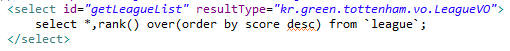 <select id="getLeagueList" resultType="kr.green.tottenham.vo.LeagueVO">
select *,rank() over(order by score desc) from `league`;
</select>